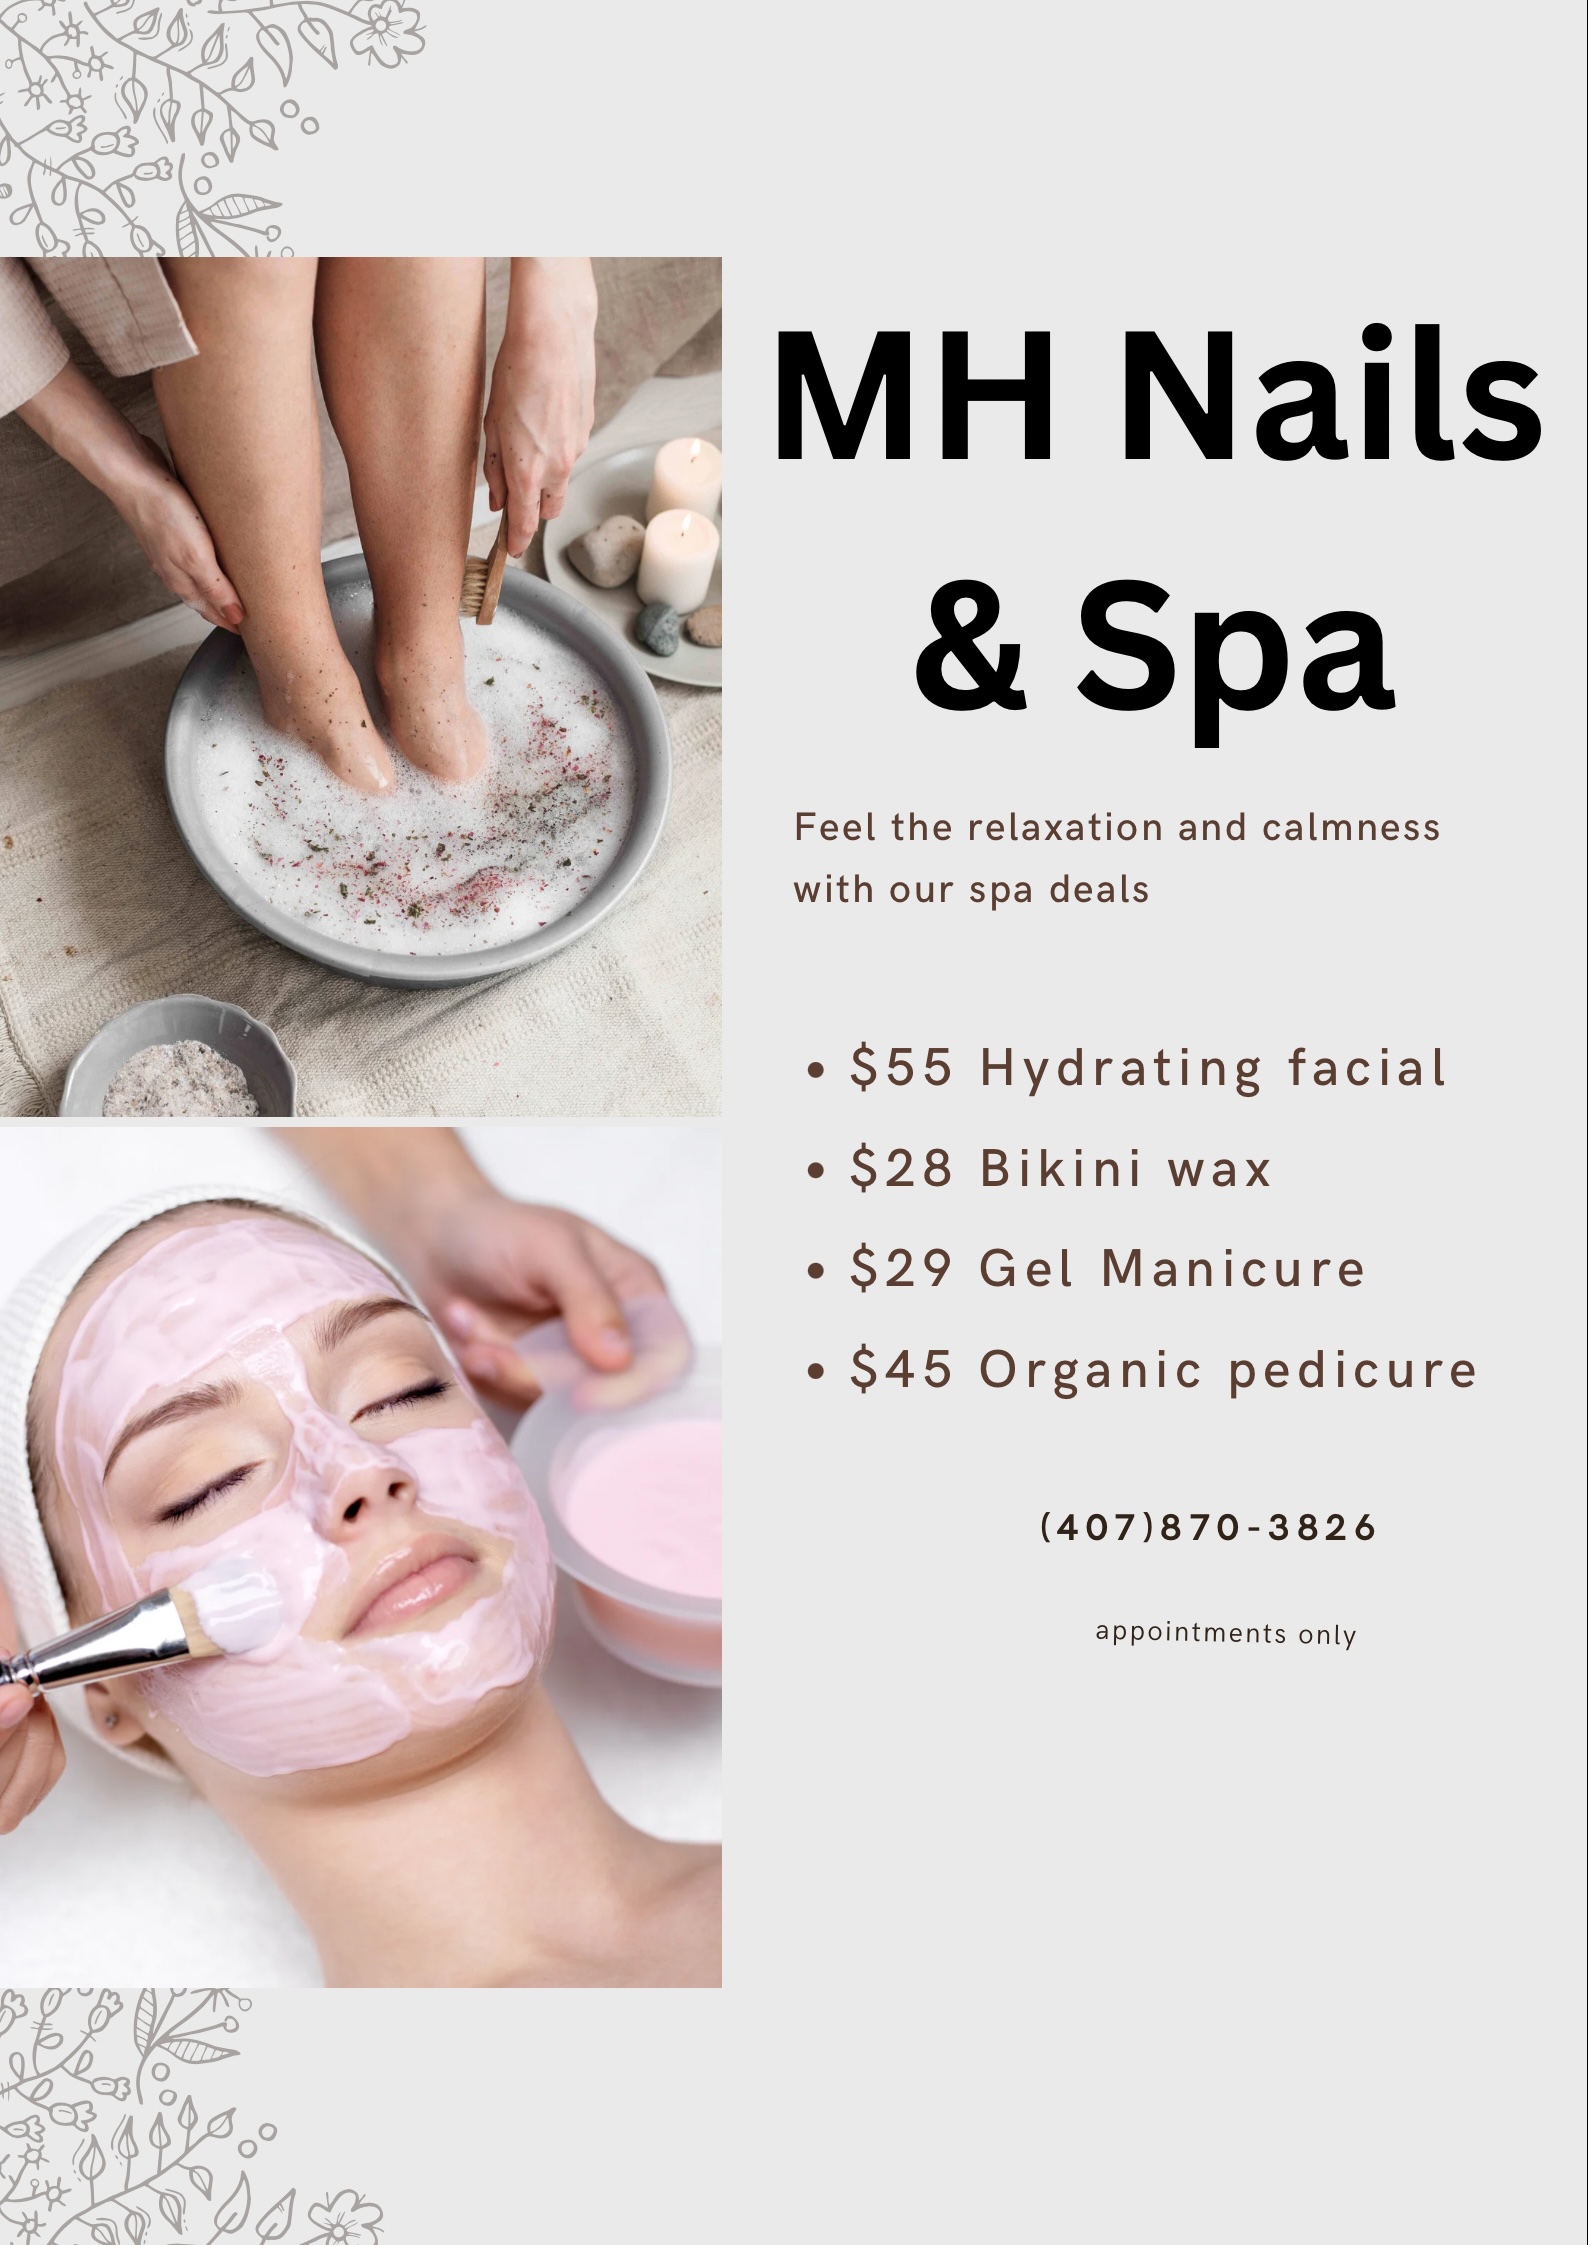 MH Nails
& Spa
Feel the relaxation and calmness
with our spa deals
• $55 Hydrating facial
• $28 Bikini wax
• $29 Gel Manicure
• $45 Organic pedicure
(407)870-3826
appointments only